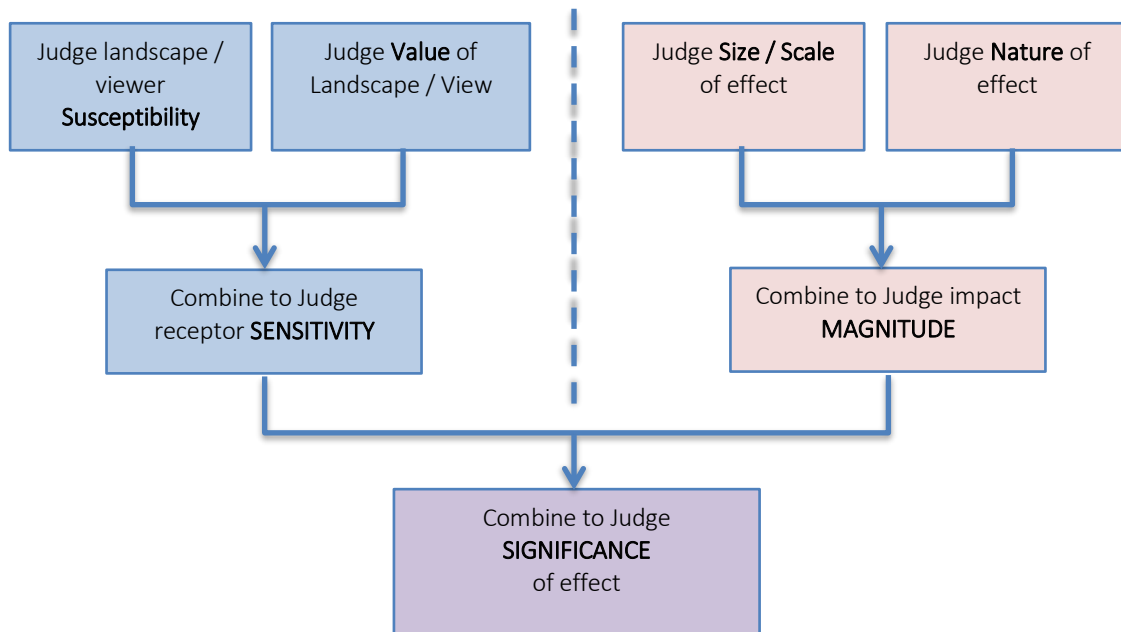 Judge landscape /
viewer
Susceptibility
Judge Value of
Landscape / View
Judge Size / Scale
of effect
Judge Nature of
effect
Combine to Judge
receptor SENSITIVITY
Combine to Judge impact
MAGNITUDE
Combine to Judge
SIGNIFICANCE
of effect